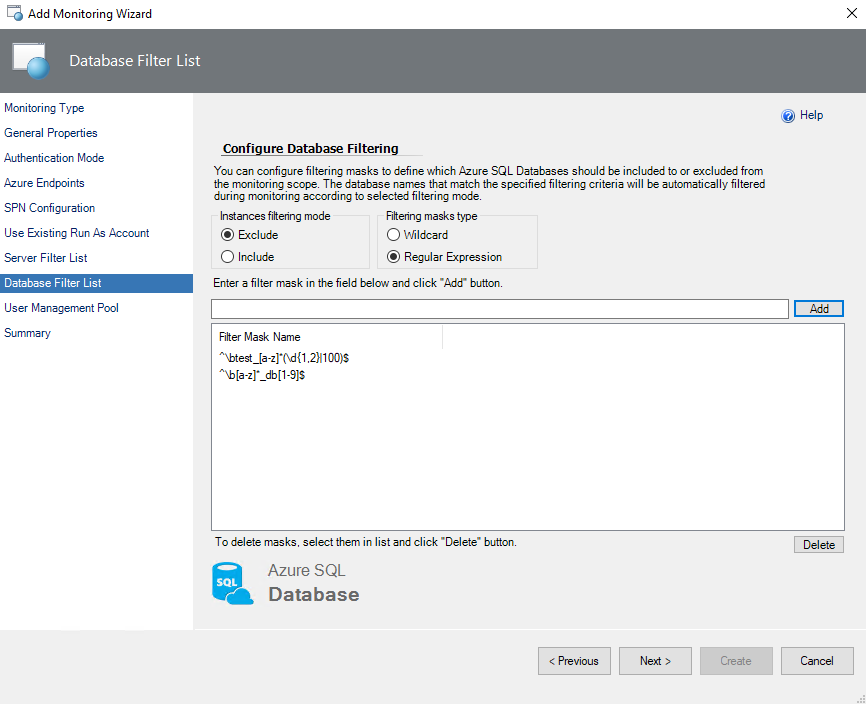 Add Monitoring Wizard
Database Filter List
Monitoring Type
General Properties
Authentication Mode
Azure Endpoints
SPN Configuration
Use Existing Run As Account
Server Filter List
Database Filter List
User Management Pool
Summary
Help
Configure Database Filtering
You can configure filtering masks to define which Azure SQL Databases should be included to or excluded from
the monitoring scope. The database names that match the specified filtering criteria will be automatically filtered
during monitoring according to selected filtering mode.
Instances filtering mode
Exclude
Include
Filtering masks type
Wildcard
Regular Expression
Enter a filter mask in the field below and click "Add" button.
Add
Filter Mask Name
^\btest_[a-z]*(\d{1,2}|100)$
^\b[a-z]*_db[1-9]$
To delete masks, select them in list and click "Delete" button.
Delete
SQL
Azure SQL
Database
< Previous
Next >
Create
Cancel